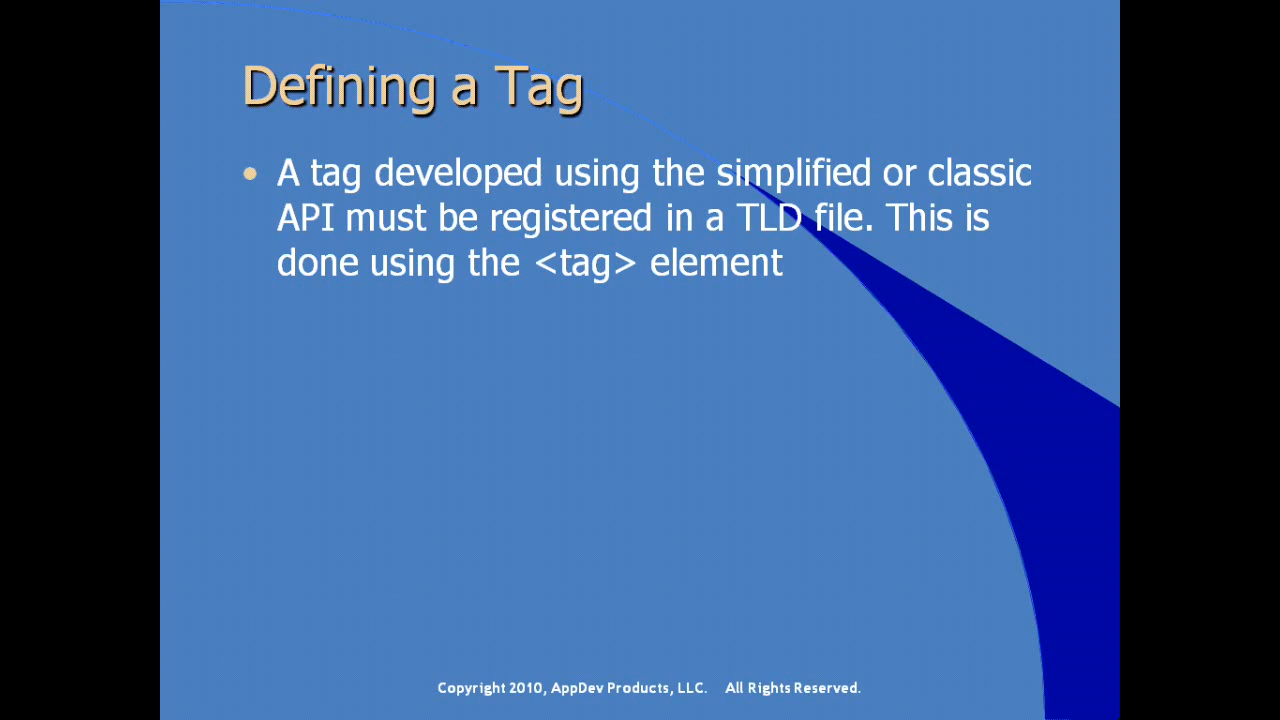 Defining a Tag
• A tag developed using the simplified or classic
API must be registered in a TLD file. This is
done using the <tag> element
Copyright 2010, AppDev Products, LLC. All Rights Reserved.